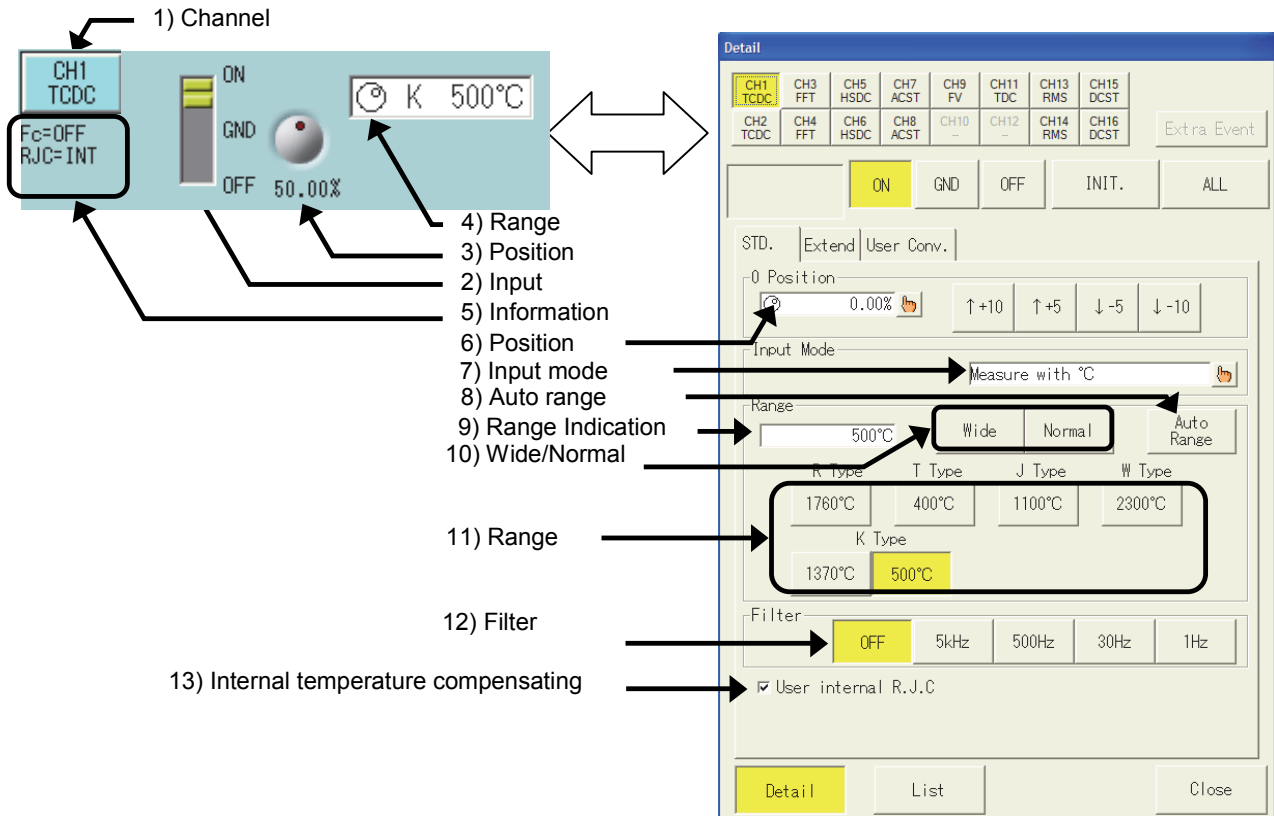 1) Channel
CH1
TCDC
Fc=OFF
RJC=INT
ON
GND
OFF
50.00%
K 500°C
4) Range
3) Position
2) Input
5) Information
6) Position
7) Input mode
8) Auto range
9) Range Indication
10) Wide/Normal
11) Range
12) Filter
13) Internal temperature compensating
Detail
CH1 TCDC CH3 FFT CH5 HSDC CH7 ACST CH9 FV CH11 TDC CH13 RMS CH15 DCST
CH2 TCDC CH4 FFT CH6 HSDC CH8 ACST CH10 - CH12 - CH14 RMS CH16 DCST
Extra Event
ON GND OFF INIT. ALL
STD. Extend User Conv.
0 Position
0.00% ↑+10 ↑+5 ↓-5 ↓-10
Input Mode
Measure with °C
Range
500°C Wide Normal Auto Range
R Type T Type J Type W Type
1760°C 400°C 1100°C 2300°C
K Type
1370°C 500°C
Filter
OFF 5kHz 500Hz 30Hz 1Hz
User internal R.J.C
Detail List Close